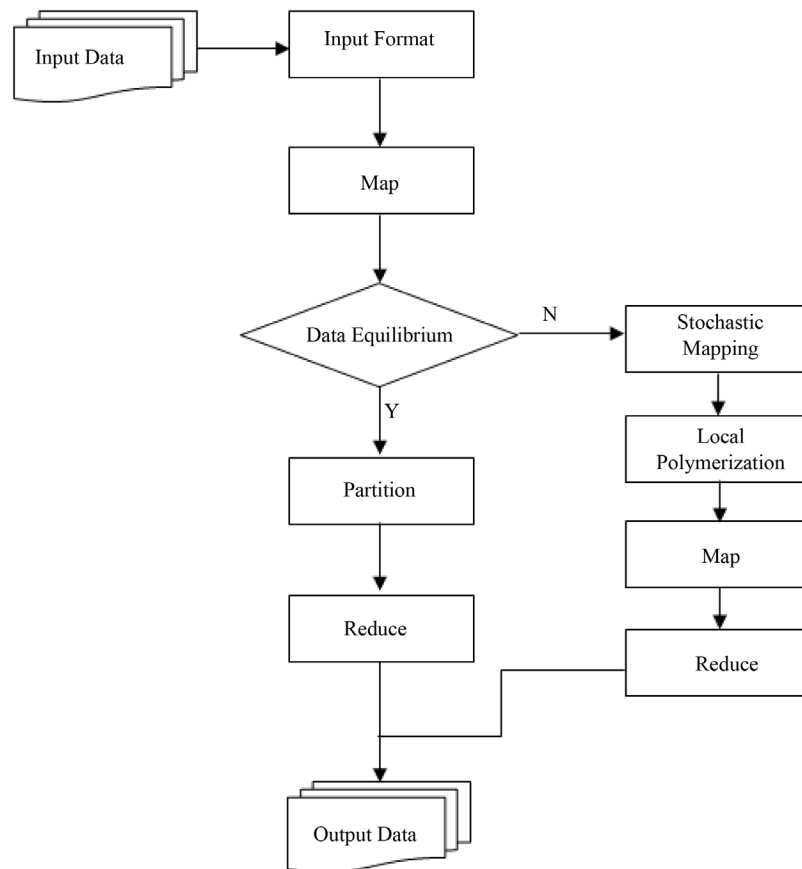 Input Data
Input Format
Map
Data Equilibrium
N
Stochastic
Mapping
Y
Local
Polymerization
Partition
Map
Reduce
Reduce
Output Data